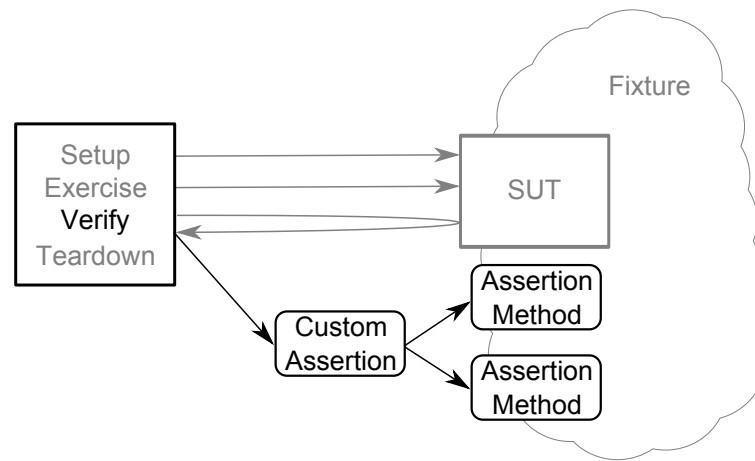 Fixture
Setup
Exercise
Verify
Teardown
SUT
Custom
Assertion
Assertion
Method
Assertion
Method